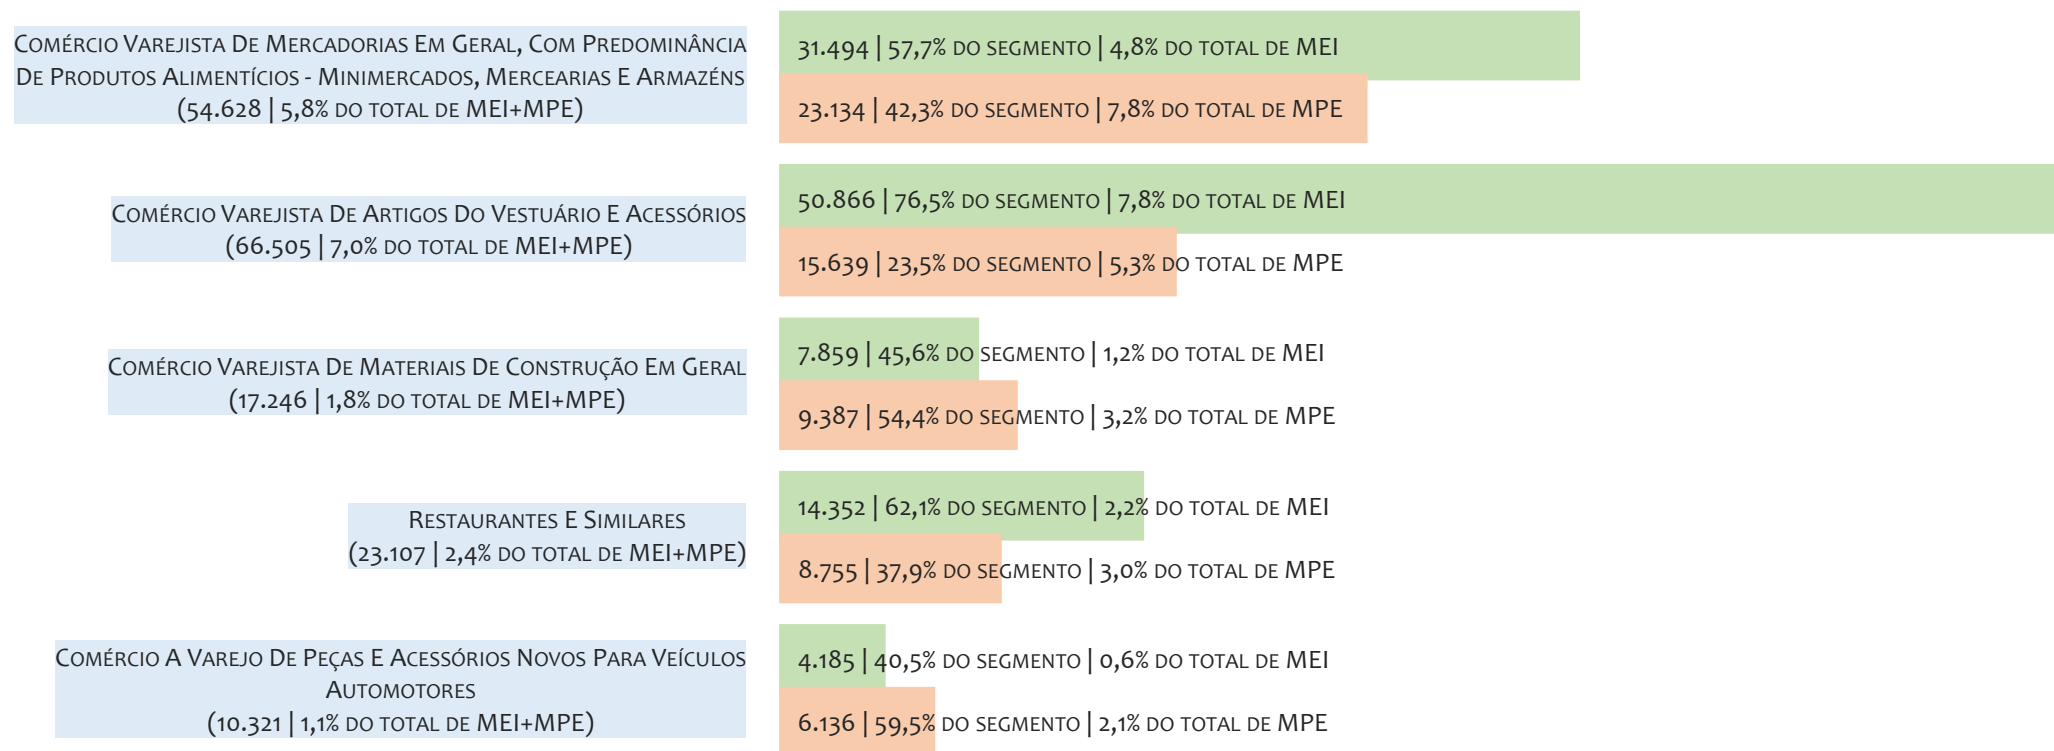 Comércio Varejista De Mercadorias Em Geral, Com Predominância
De Produtos Alimentícios - Minimercados, Mercearias E Armazéns
(54.628 | 5,8% do total de MEI+MPE)
31.494 | 57,7% do segmento | 4,8% do total de MEI
23.134 | 42,3% do segmento | 7,8% do total de MPE
Comércio Varejista De Artigos Do Vestuário E Acessórios
(66.505 | 7,0% do total de MEI+MPE)
50.866 | 76,5% do segmento | 7,8% do total de MEI
15.639 | 23,5% do segmento | 5,3% do total de MPE
Comércio Varejista De Materiais De Construção Em Geral
(17.246 | 1,8% do total de MEI+MPE)
7.859 | 45,6% do segmento | 1,2% do total de MEI
9.387 | 54,4% do segmento | 3,2% do total de MPE
Restaurantes E Similares
(23.107 | 2,4% do total de MEI+MPE)
14.352 | 62,1% do segmento | 2,2% do total de MEI
8.755 | 37,9% do segmento | 3,0% do total de MPE
Comércio A Varejo De Peças E Acessórios Novos Para Veículos
Automotores
(10.321 | 1,1% do total de MEI+MPE)
4.185 | 40,5% do segmento | 0,6% do total de MEI
6.136 | 59,5% do segmento | 2,1% do total de MPE